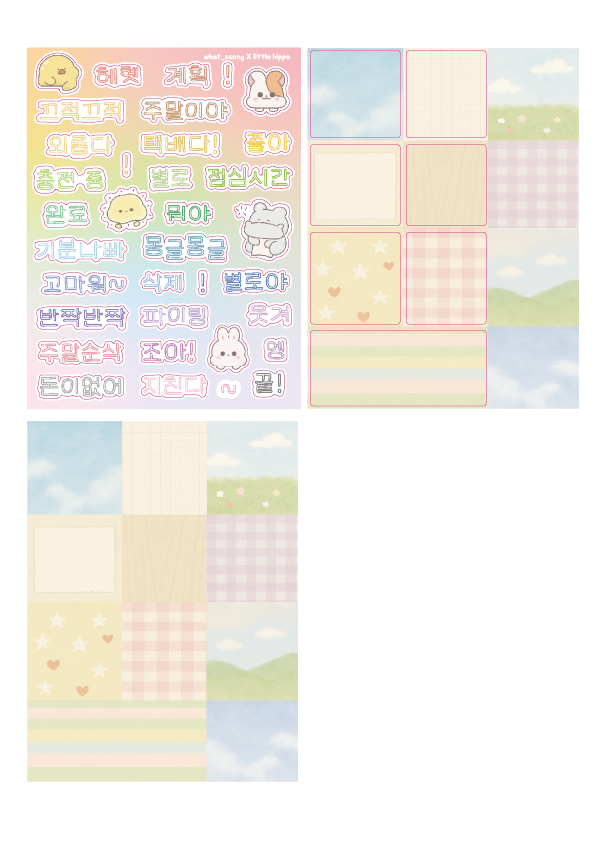 what_ssong X little hippo
헤헷 계획 !
끄적끄적 주말이야
외롭다 ! 택배다! 좋아
충전 중 별로 점심시간
완료 뭐야
기분나빠 몽글몽글
고마워~ 삭제 ! 별로야
반짝반짝 파이팅 웃겨
주말순삭 조아! 엥
돈이없어 지친다 ~ 끝!